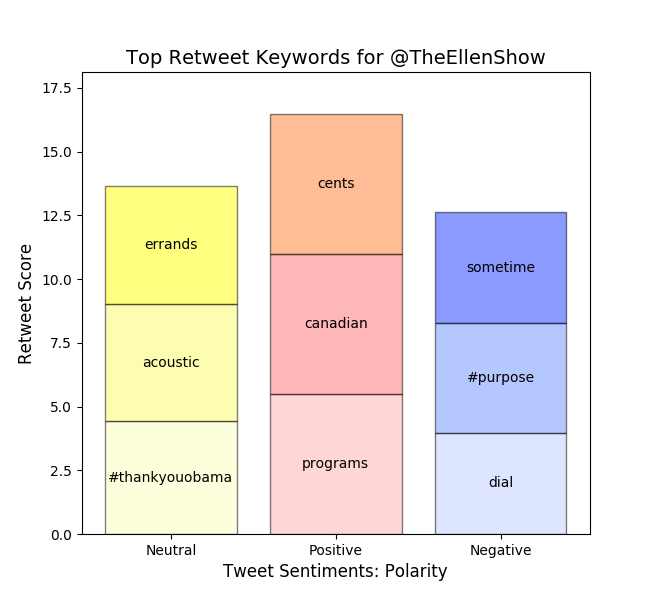 Top Retweet Keywords for @TheEllenShow
17.5
15.0
12.5
10.0
7.5
5.0
2.5
0.0
Retweet Score
errands
acoustic
#thankyouobama
cents
canadian
programs
sometime
#purpose
dial
Neutral
Positive
Negative
Tweet Sentiments: Polarity